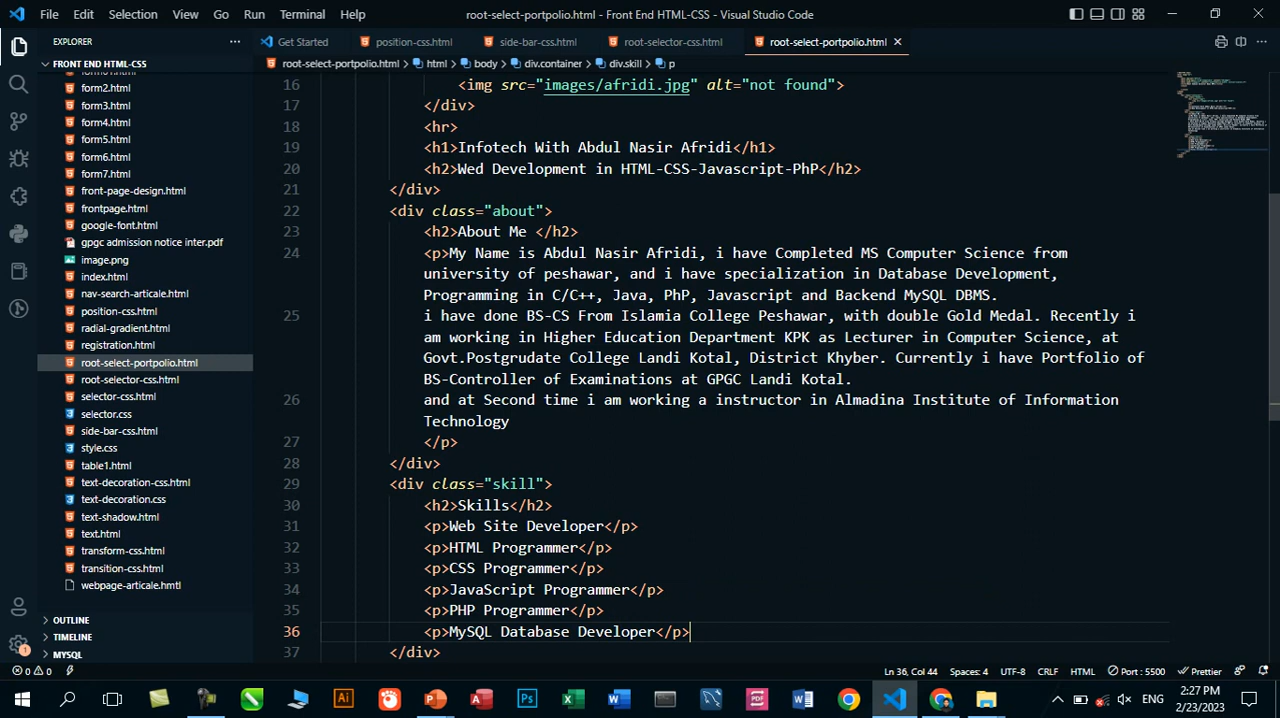 File Edit Selection View Go Run Terminal Help root-select-portpolio.html - Front End HTML-CSS - Visual Studio Code
EXPLORER ··· Get Started position-css.html side-bar-css.html root-selector-css.html root-select-portpolio.html
FRONT END HTML-CSS root-select-portpolio.html > html > body > div.container > div.skill > p
form2.html
form3.html
form4.html
form5.html
form6.html
form7.html
front-page-design.html
frontpage.html
google-font.html
gpgc admission notice inter.pdf
image.png
index.html
nav-search-articale.html
position-css.html
radial-gradient.html
registration.html
root-select-portpolio.html
root-selector-css.html
selector-css.html
selector.css
side-bar-css.html
style.css
table1.html
text-decoration-css.html
text-decoration.css
text-shadow.html
text.html
transform-css.html
transition-css.html
webpage-articale.hmtl
OUTLINE
TIMELINE
MYSQL
16 <img src="images/afridi.jpg" alt="not found">
17 </div>
18 <hr>
19 <h1>Infotech With Abdul Nasir Afridi</h1>
20 <h2>Wed Development in HTML-CSS-Javascript-PhP</h2>
21 </div>
22 <div class="about">
23 <h2>About Me </h2>
24 <p>My Name is Abdul Nasir Afridi, i have Completed MS Computer Science from
university of peshawar, and i have specialization in Database Development,
Programming in C/C++, Java, PhP, Javascript and Backend MySQL DBMS.
25 i have done BS-CS From Islamia College Peshawar, with double Gold Medal. Recently i
am working in Higher Education Department KPK as Lecturer in Computer Science, at
Govt.Postgrudate College Landi Kotal, District Khyber. Currently i have Portfolio of
BS-Controller of Examinations at GPGC Landi Kotal.
26 and at Second time i am working a instructor in Almadina Institute of Information
Technology
27 </p>
28 </div>
29 <div class="skill">
30 <h2>Skills</h2>
31 <p>Web Site Developer</p>
32 <p>HTML Programmer</p>
33 <p>CSS Programmer</p>
34 <p>JavaScript Programmer</p>
35 <p>PHP Programmer</p>
36 <p>MySQL Database Developer</p>
37 </div>
0 0 Ln 36, Col 44 Spaces: 4 UTF-8 CRLF HTML Port : 5500 Prettier
ENG 2:27 PM
2/23/2023